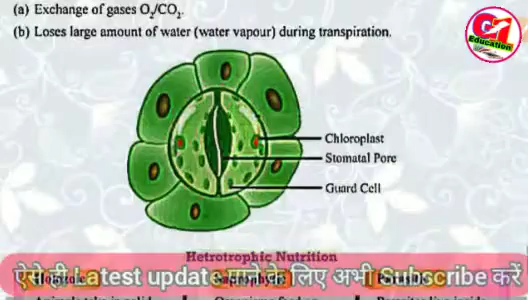 (a) Exchange of gases O₂/CO₂.
(b) Loses large amount of water (water vapour) during transpiration.
G1
Education
Chloroplast
Stomatal Pore
Guard Cell
Hetrotrophic Nutrition
ऐसे ही Latest update पाने के लिए अभी Subscribe करें